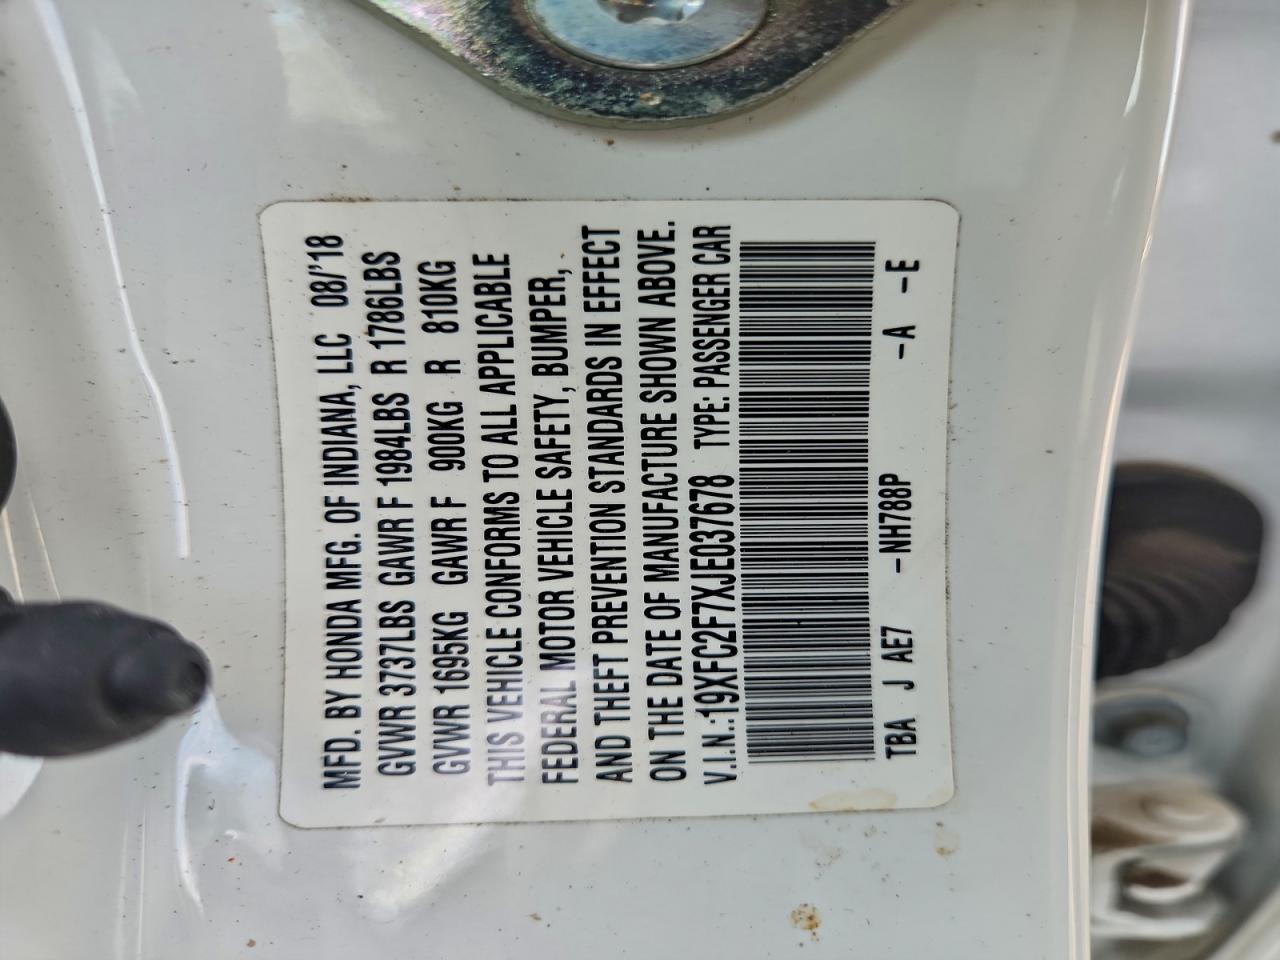 MFD. BY HONDA MFG. OF INDIANA, LLC 08/'18
GVWR 3737LBS GAWR F 1984LBS R 1786LBS
GVWR 1695KG GAWR F 900KG R 810KG
THIS VEHICLE CONFORMS TO ALL APPLICABLE
FEDERAL MOTOR VEHICLE SAFETY, BUMPER,
AND THEFT PREVENTION STANDARDS IN EFFECT
ON THE DATE OF MANUFACTURE SHOWN ABOVE.
V.I.N.:19XFC2F7XJE037678 TYPE: PASSENGER CAR
TBA J AE7 -NH788P -A -E